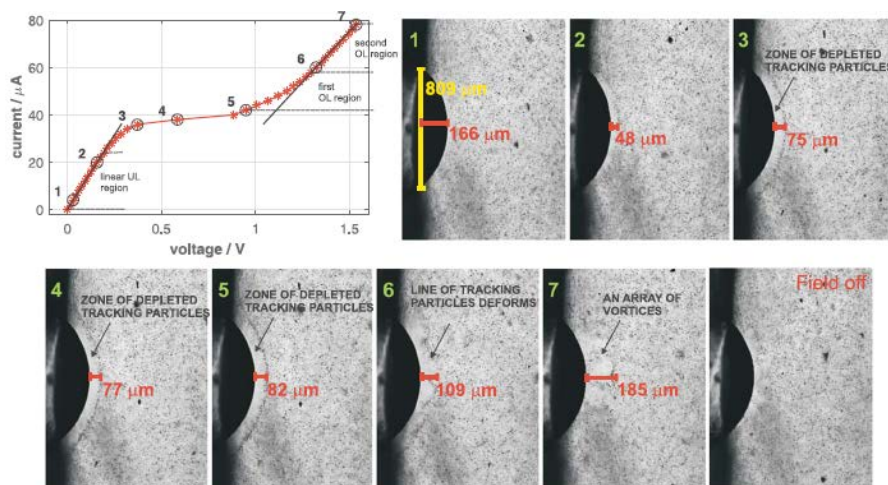 80
60
40
20
0
current / μA
0
0.5
1
1.5
voltage / V
1
2
3
4
5
6
7
linear UL
region
first
OL region
second
OL region
1
809 μm
166 μm
2
48 μm
3
ZONE OF DEPLETED
TRACKING PARTICLES
75 μm
4
ZONE OF DEPLETED
TRACKING PARTICLES
77 μm
5
ZONE OF DEPLETED
TRACKING PARTICLES
82 μm
6
LINE OF TRACKING
PARTICLES DEFORMS
109 μm
7
AN ARRAY OF
VORTICES
185 μm
Field off